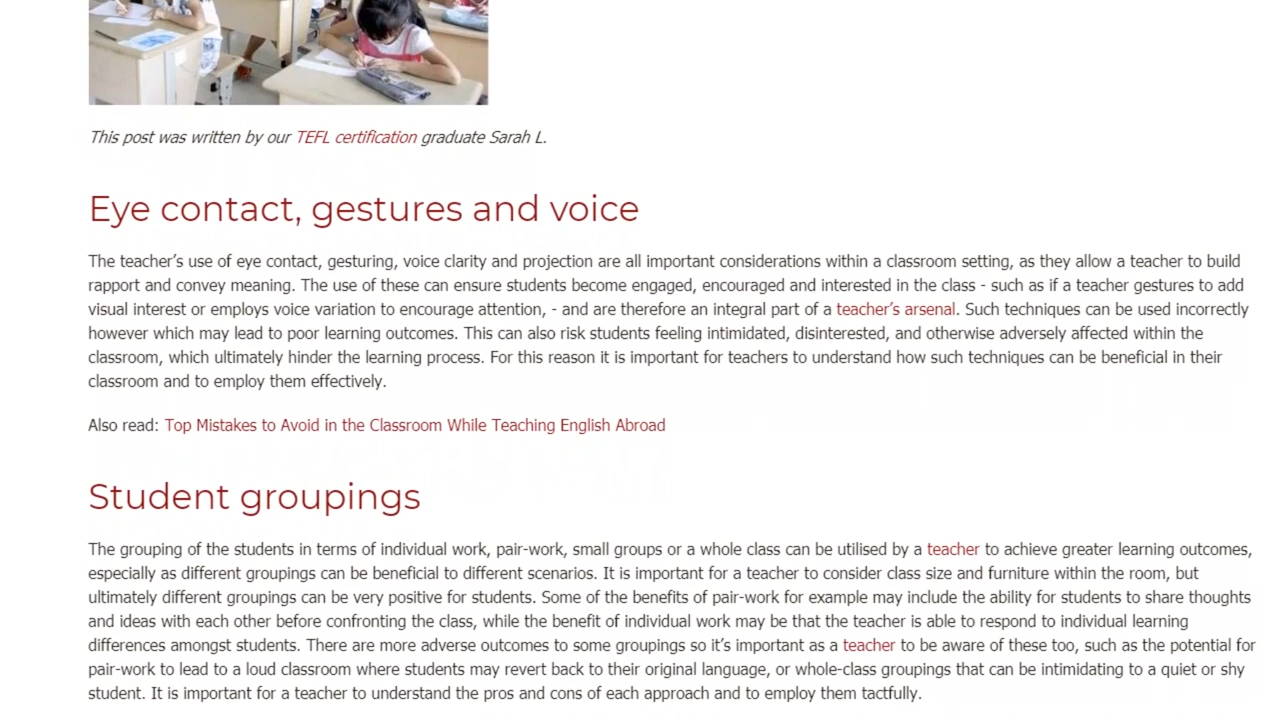 This post was written by our TEFL certification graduate Sarah L.
Eye contact, gestures and voice
The teacher's use of eye contact, gesturing, voice clarity and projection are all important considerations within a classroom setting, as they allow a teacher to build
rapport and convey meaning. The use of these can ensure students become engaged, encouraged and interested in the class - such as if a teacher gestures to add
visual interest or employs voice variation to encourage attention, - and are therefore an integral part of a teacher's arsenal. Such techniques can be used incorrectly
however which may lead to poor learning outcomes. This can also risk students feeling intimidated, disinterested, and otherwise adversely affected within the
classroom, which ultimately hinder the learning process. For this reason it is important for teachers to understand how such techniques can be beneficial in their
classroom and to employ them effectively.
Also read: Top Mistakes to Avoid in the Classroom While Teaching English Abroad
Student groupings
The grouping of the students in terms of individual work, pair-work, small groups or a whole class can be utilised by a teacher to achieve greater learning outcomes,
especially as different groupings can be beneficial to different scenarios. It is important for a teacher to consider class size and furniture within the room, but
ultimately different groupings can be very positive for students. Some of the benefits of pair-work for example may include the ability for students to share thoughts
and ideas with each other before confronting the class, while the benefit of individual work may be that the teacher is able to respond to individual learning
differences amongst students. There are more adverse outcomes to some groupings so it's important as a teacher to be aware of these too, such as the potential for
pair-work to lead to a loud classroom where students may revert back to their original language, or whole-class groupings that can be intimidating to a quiet or shy
student. It is important for a teacher to understand the pros and cons of each approach and to employ them tactfully.